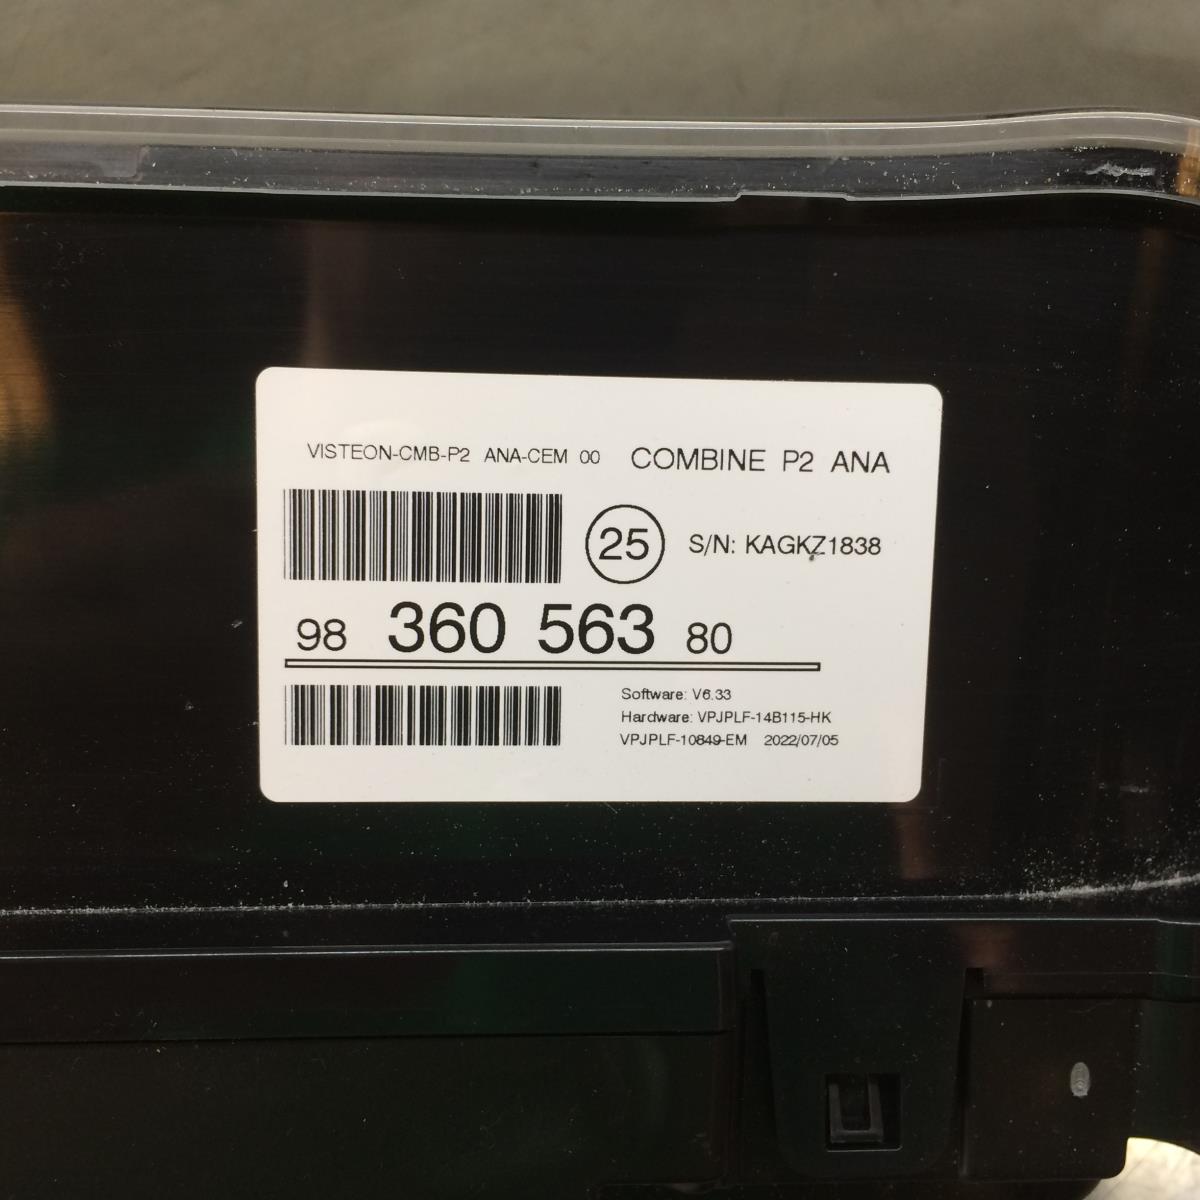 VISTEON-CMB-P2 ANA-CEM 00 COMBINE P2 ANA
25 S/N: KAGKZ1838
98 360 563 80
Software: V6.33
Hardware: VPJPLF-14B115-HK
VPJPLF-10849-EM 2022/07/05